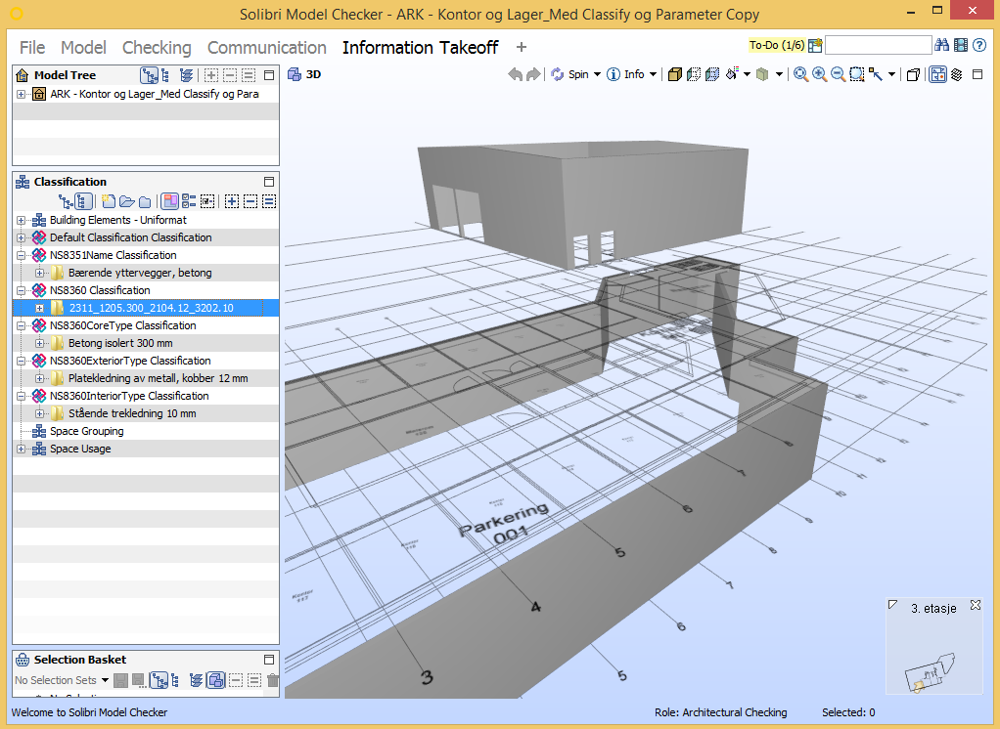 Solibri Model Checker - ARK - Kontor og Lager_Med Classify og Parameter Copy
File Model Checking Communication Information Takeoff +
To-Do (1/6)
Model Tree
ARK - Kontor og Lager_Med Classify og Para
Classification
Building Elements - Uniformat
Default Classification Classification
NS8351Name Classification
Bærende yttervegger, betong
NS8360 Classification
2311_1205.300_2104.12_3202.10
NS8360CoreType Classification
Betong isolert 300 mm
NS8360ExteriorType Classification
Platekledning av metall, kobber 12 mm
NS8360InteriorType Classification
Stående trekledning 10 mm
Space Grouping
Space Usage
Selection Basket
No Selection Sets
3D
Spin
Info
Parkering
001
Kontor
117
3
4
5
6
7
5
6
7
3. etasje
Welcome to Solibri Model Checker
Role: Architectural Checking
Selected: 0